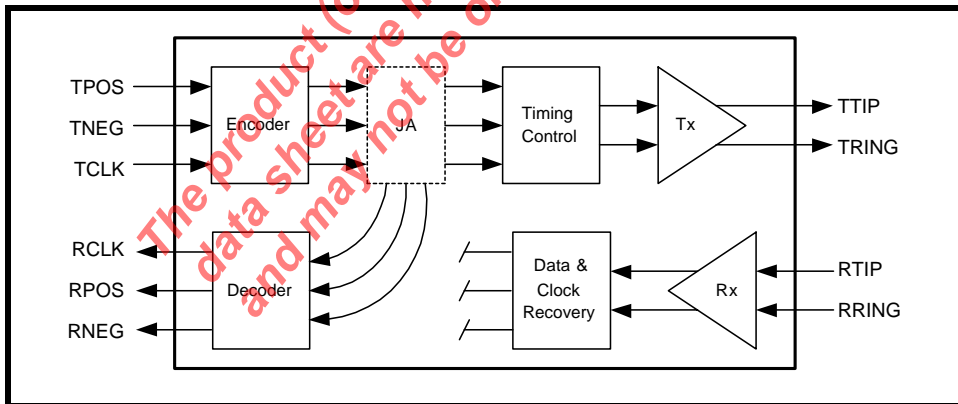 TPOS
TNEG
TCLK
Encoder
JA
Timing
Control
Tx
TTIP
TRING
RCLK
RPOS
RNEG
Decoder
Data &
Clock
Recovery
Rx
RTIP
RRING
The product (
data sheet are
and may not be